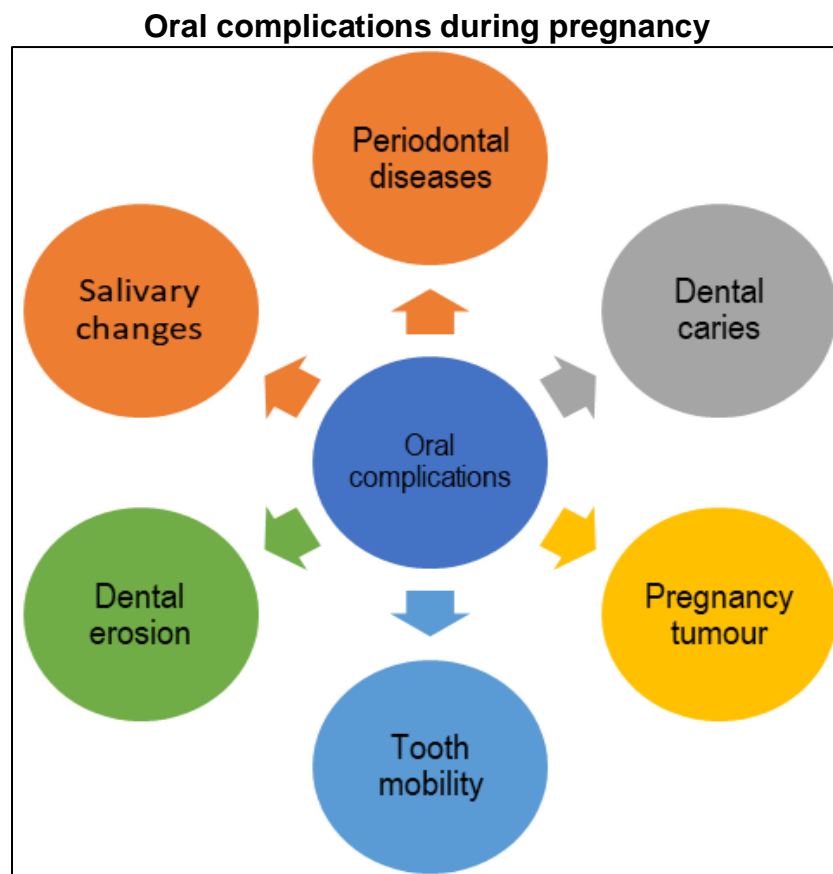 Oral complications during pregnancy
Periodontal
diseases
Salivary
changes
Dental
caries
Oral
complications
Dental
erosion
Pregnancy
tumour
Tooth
mobility